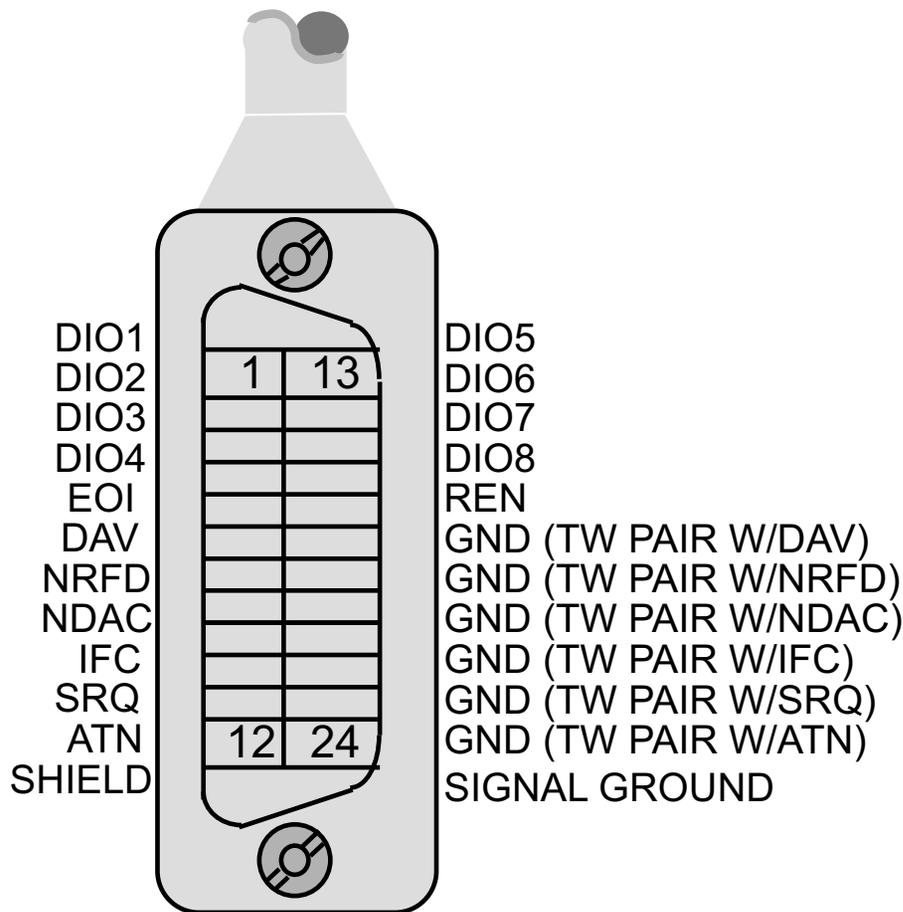 DIO1 DIO5
DIO2 1 13 DIO6
DIO3 DIO7
DIO4 DIO8
EOI REN
DAV GND (TW PAIR W/DAV)
NRFD GND (TW PAIR W/NRFD)
NDAC GND (TW PAIR W/NDAC)
IFC GND (TW PAIR W/IFC)
SRQ GND (TW PAIR W/SRQ)
ATN 12 24 GND (TW PAIR W/ATN)
SHIELD SIGNAL GROUND